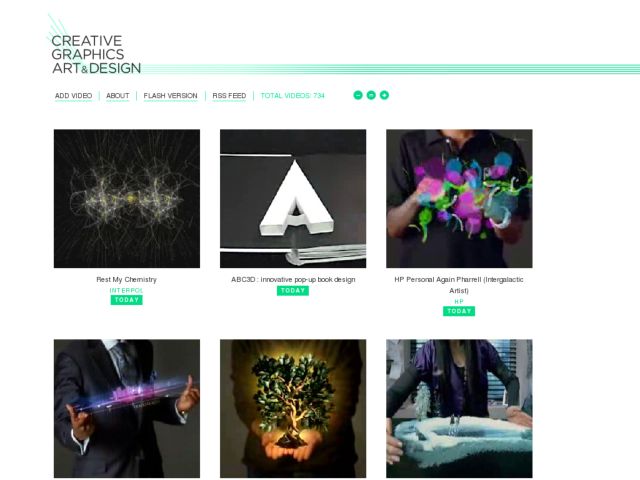 CREATIVE
GRAPHICS
ART&DESIGN
ADD VIDEO | ABOUT | FLASH VERSION | RSS FEED | TOTAL VIDEOS: 734
Rest My Chemistry
INTERPOL
TODAY
ABC3D : innovative pop-up book design
TODAY
HP Personal Again Pharrell (Intergalactic
Artist)
HP
TODAY